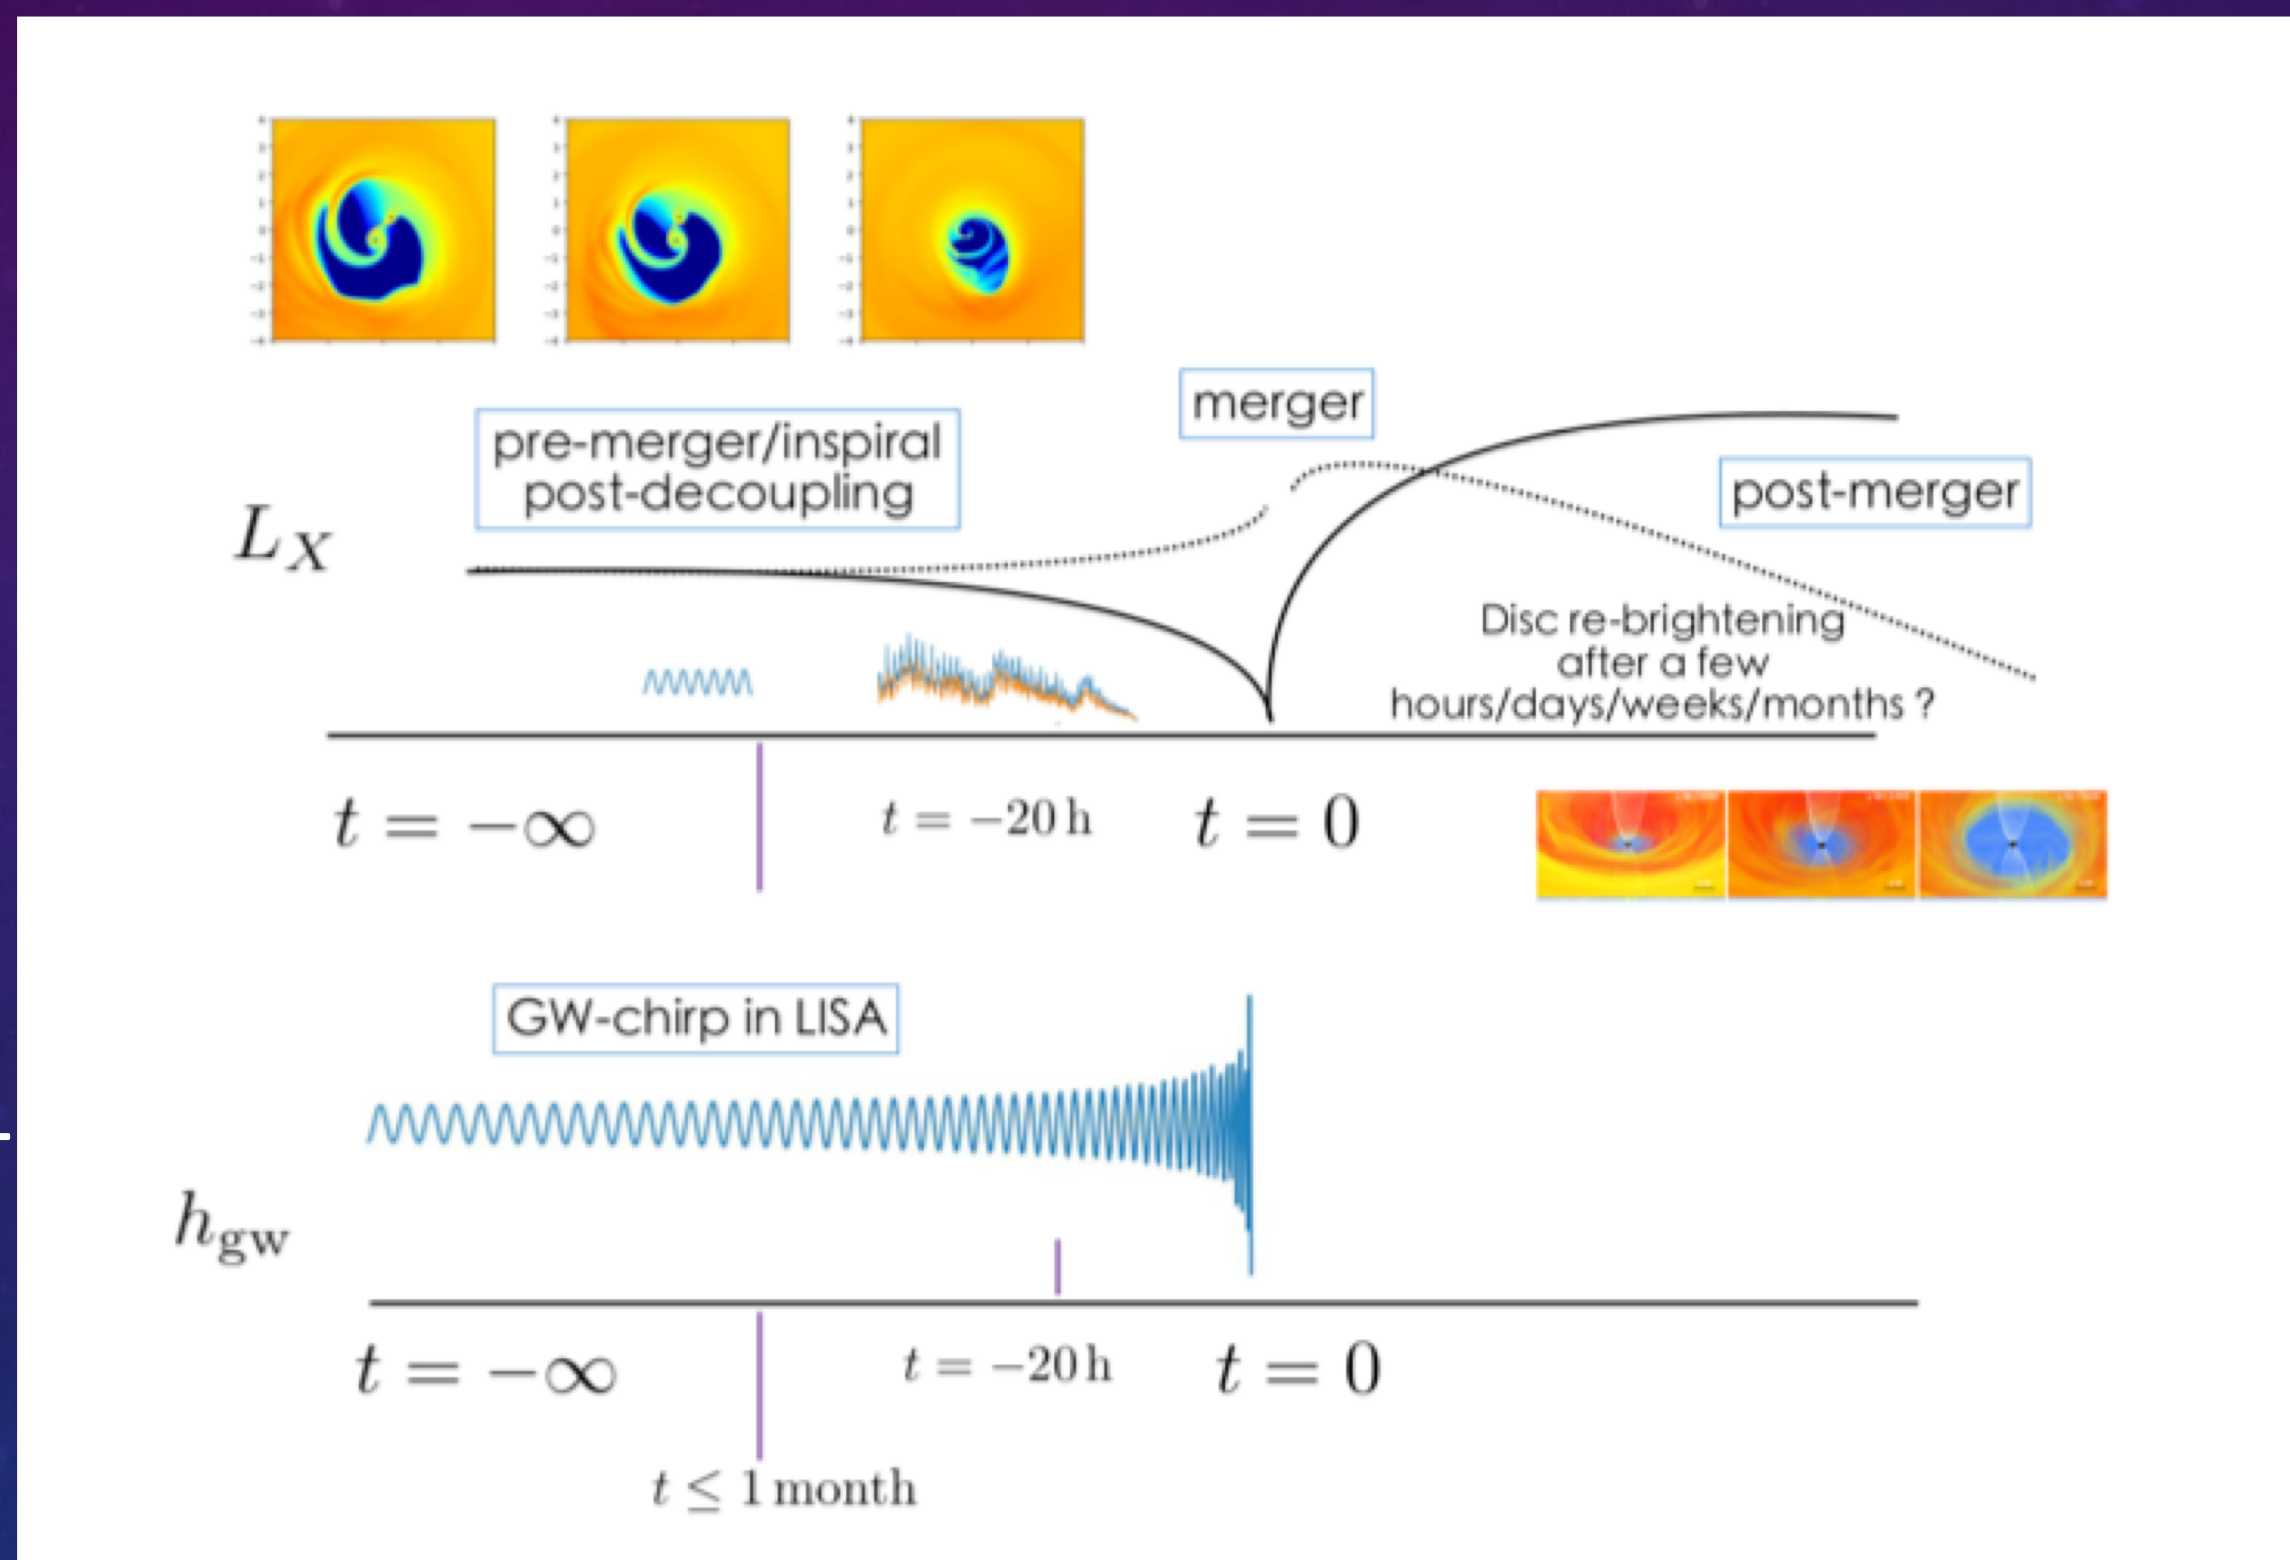 merger
pre-merger/inspiral
post-decoupling
post-merger
L_X
Disc re-brightening
after a few
hours/days/weeks/months ?
t = −∞
t = −20 h
t = 0
GW-chirp in LISA
h_gw
t = −∞
t = −20 h
t = 0
t ≤ 1 month